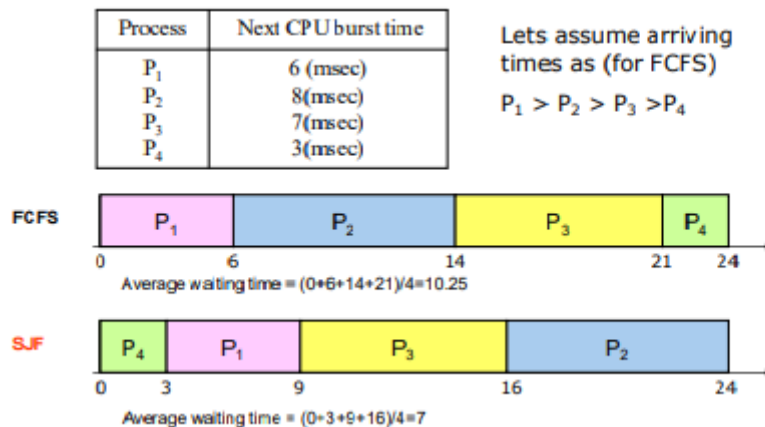 Process Next CPU burst time
P₁ 6 (msec)
P₂ 8(msec)
P₃ 7(msec)
P₄ 3(msec)
Lets assume arriving
times as (for FCFS)
P₁ > P₂ > P₃ >P₄
FCFS P₁ P₂ P₃ P₄
0 6 14 21 24
Average waiting time = (0+6+14+21)/4=10.25
SJF P₄ P₁ P₃ P₂
0 3 9 16 24
Average waiting time = (0+3+9+16)/4=7